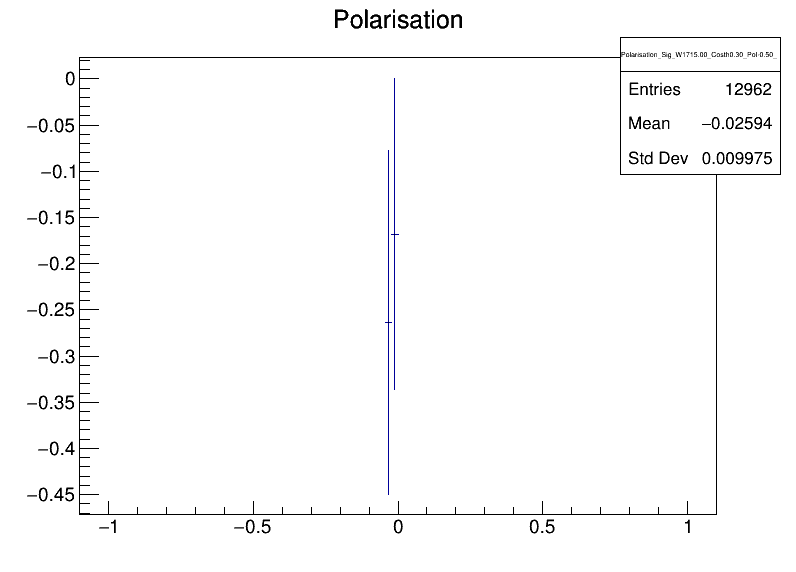 Polarisation
Polarisation_Sig_W1715.00_Costh0.30_Pol-0.50_
Entries 12962
Mean −0.02594
Std Dev 0.009975
0
−0.05
−0.1
−0.15
−0.2
−0.25
−0.3
−0.35
−0.4
−0.45
−1 −0.5 0 0.5 1